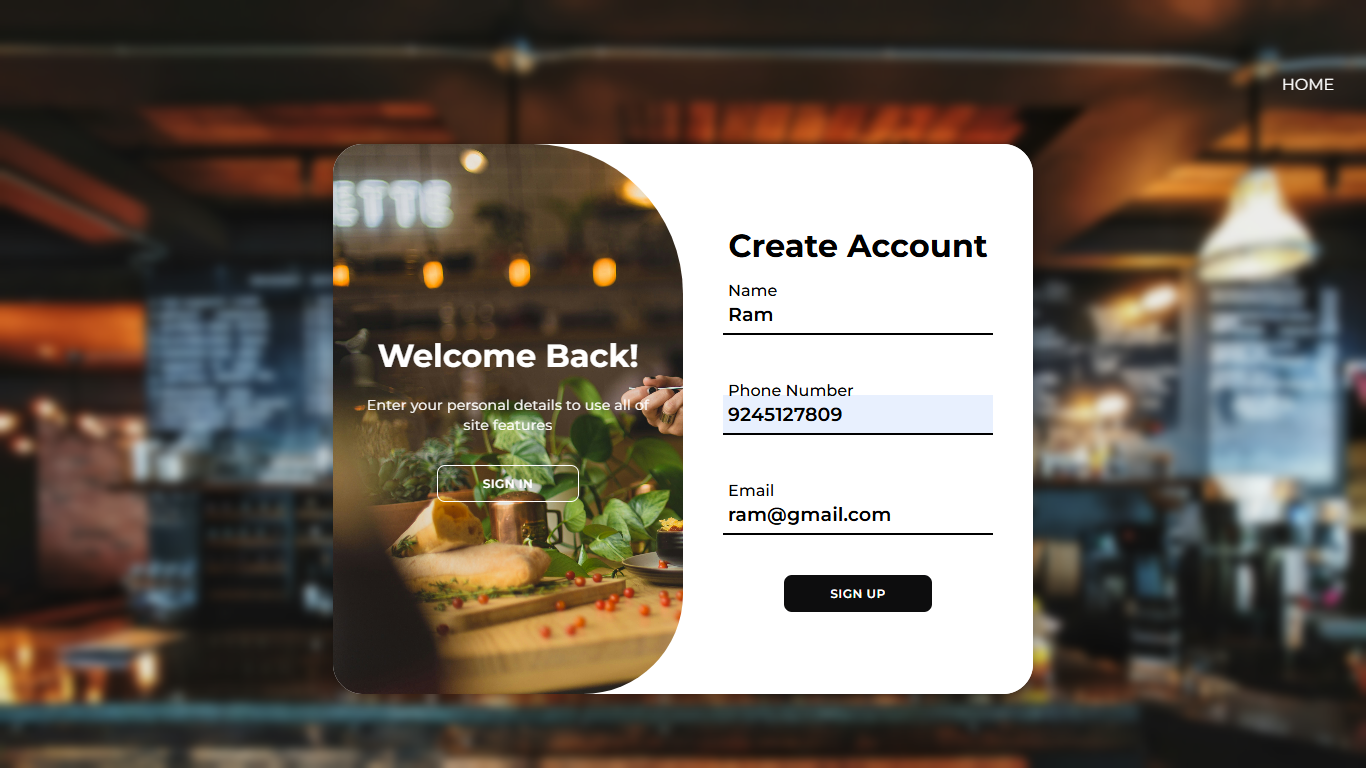 HOME
ETTE
Welcome Back!
Enter your personal details to use all of
site features
SIGN IN
Create Account
Name
Ram
Phone Number
9245127809
Email
ram@gmail.com
SIGN UP